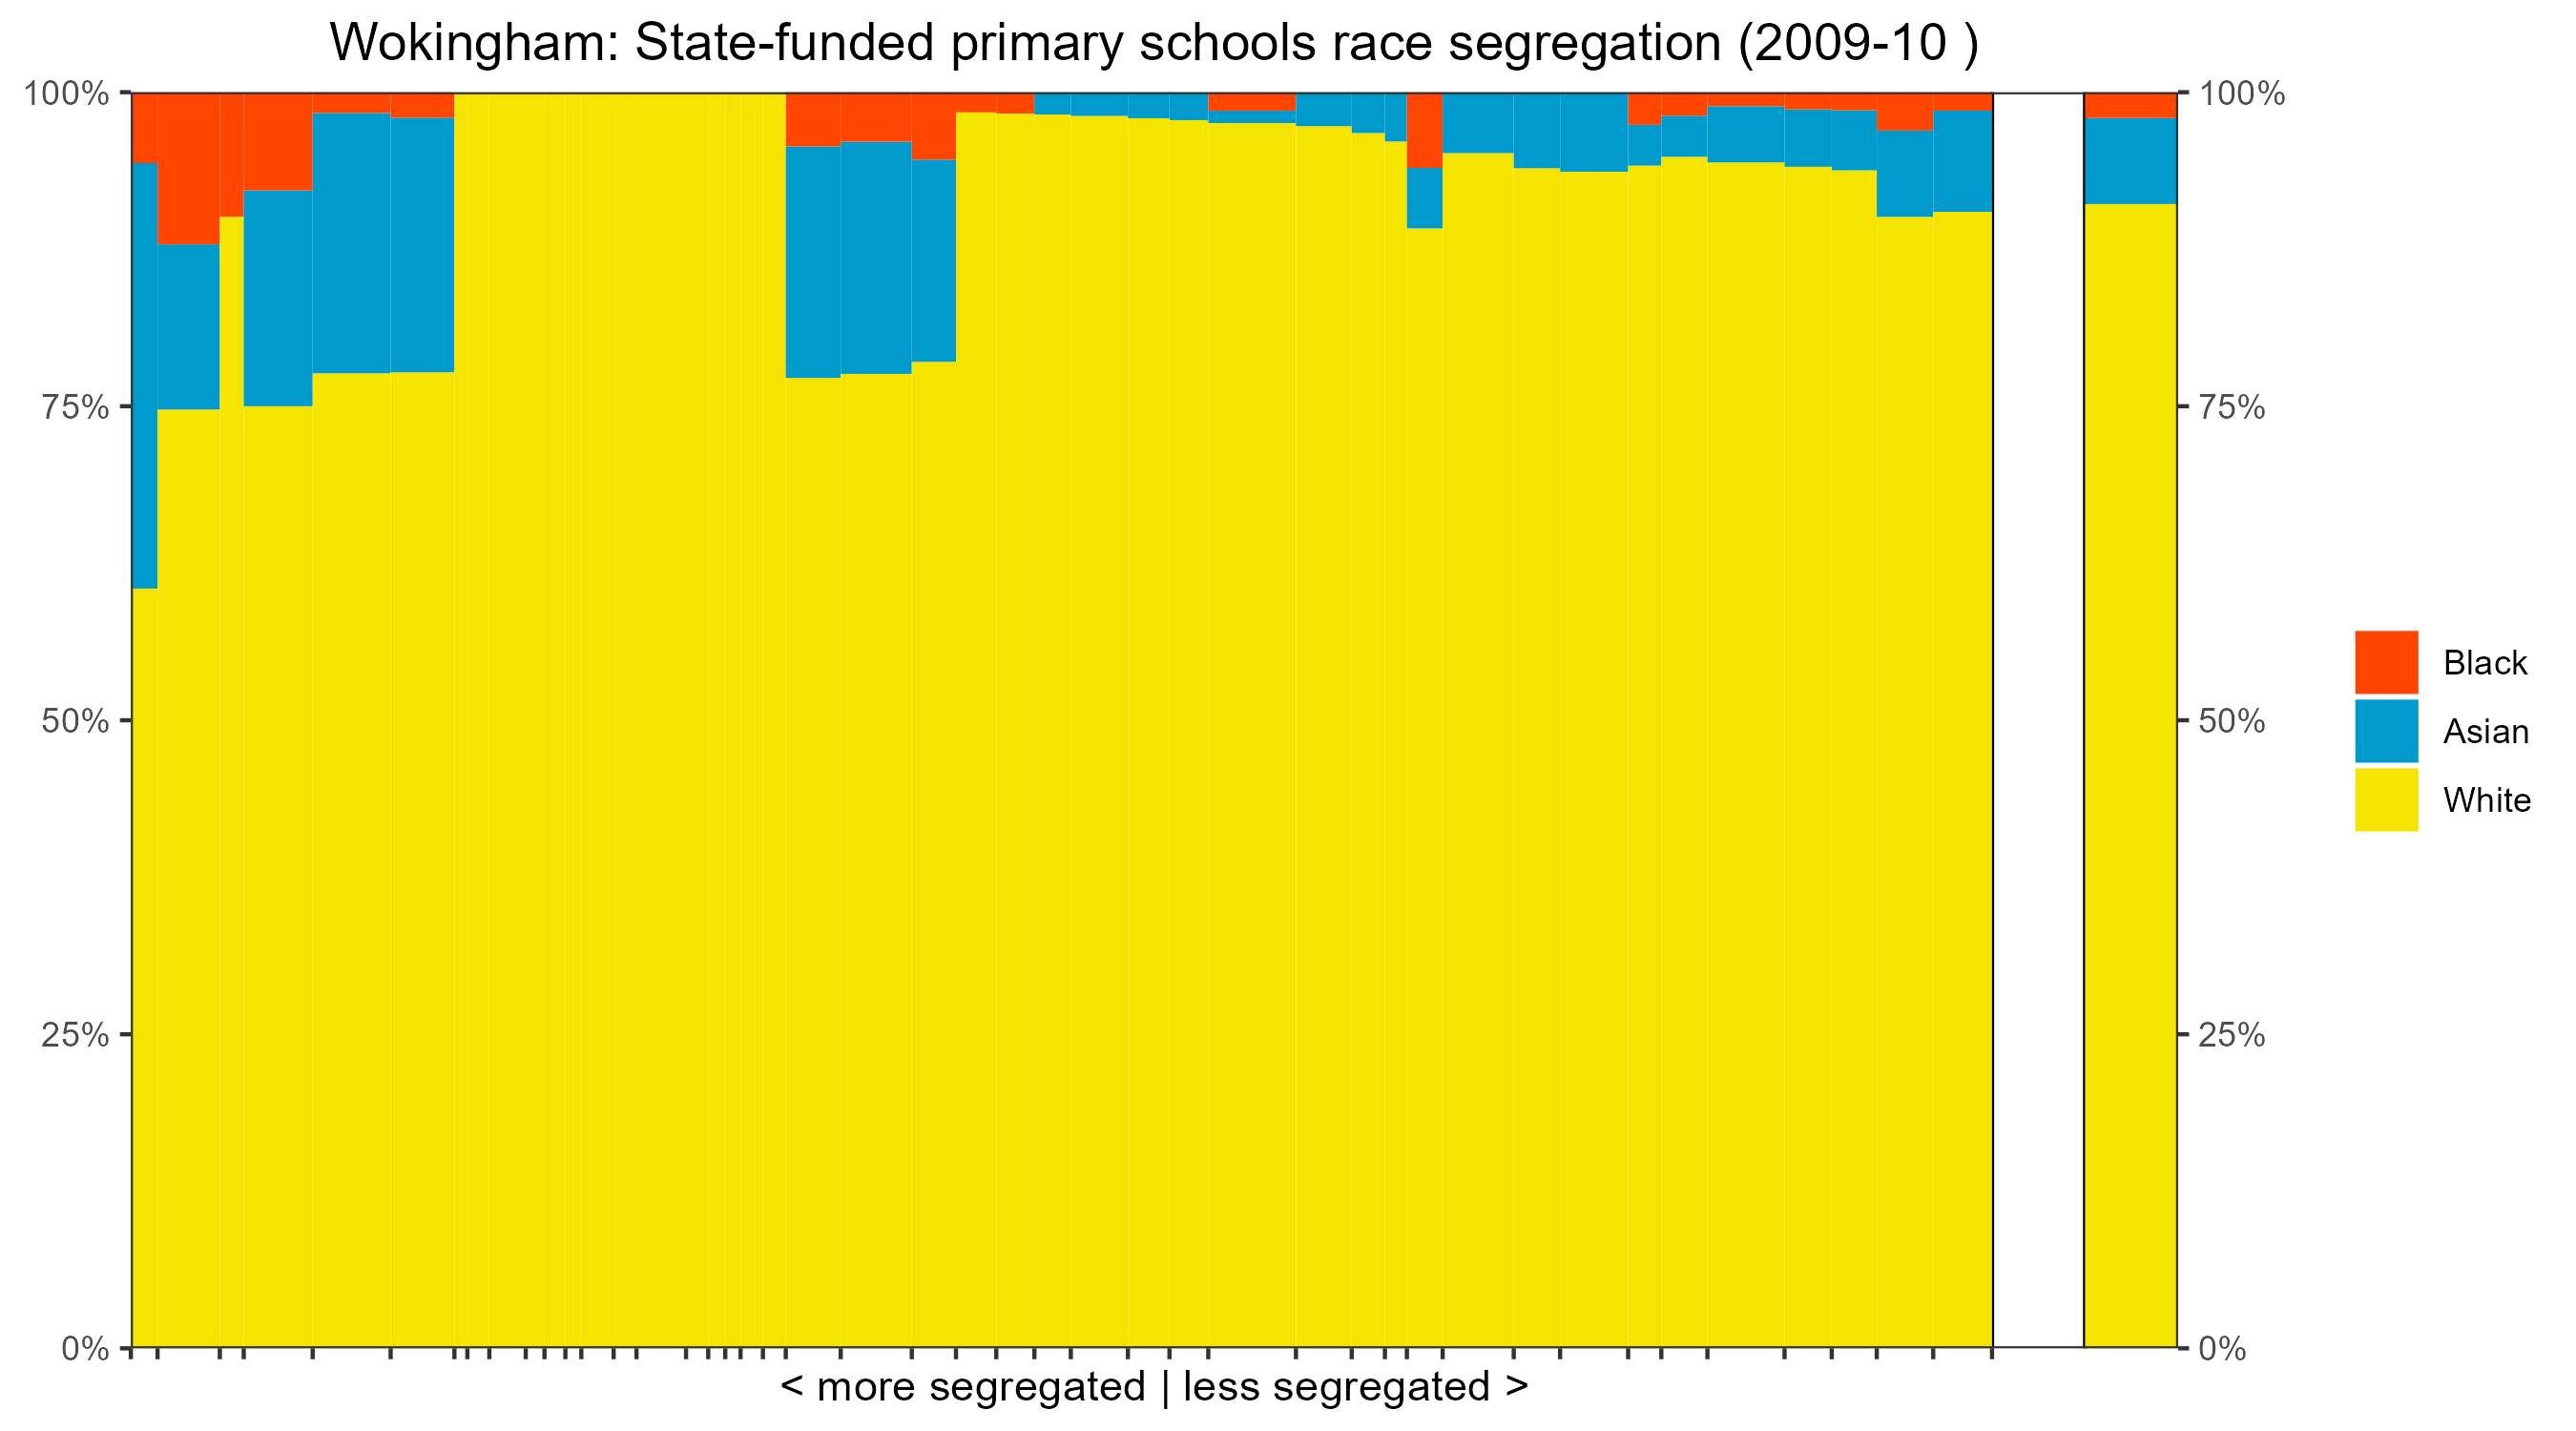 Wokingham: State-funded primary schools race segregation (2009-10 )
100%
75%
50%
25%
0%
100%
75%
50%
25%
0%
Black
Asian
White
< more segregated | less segregated >